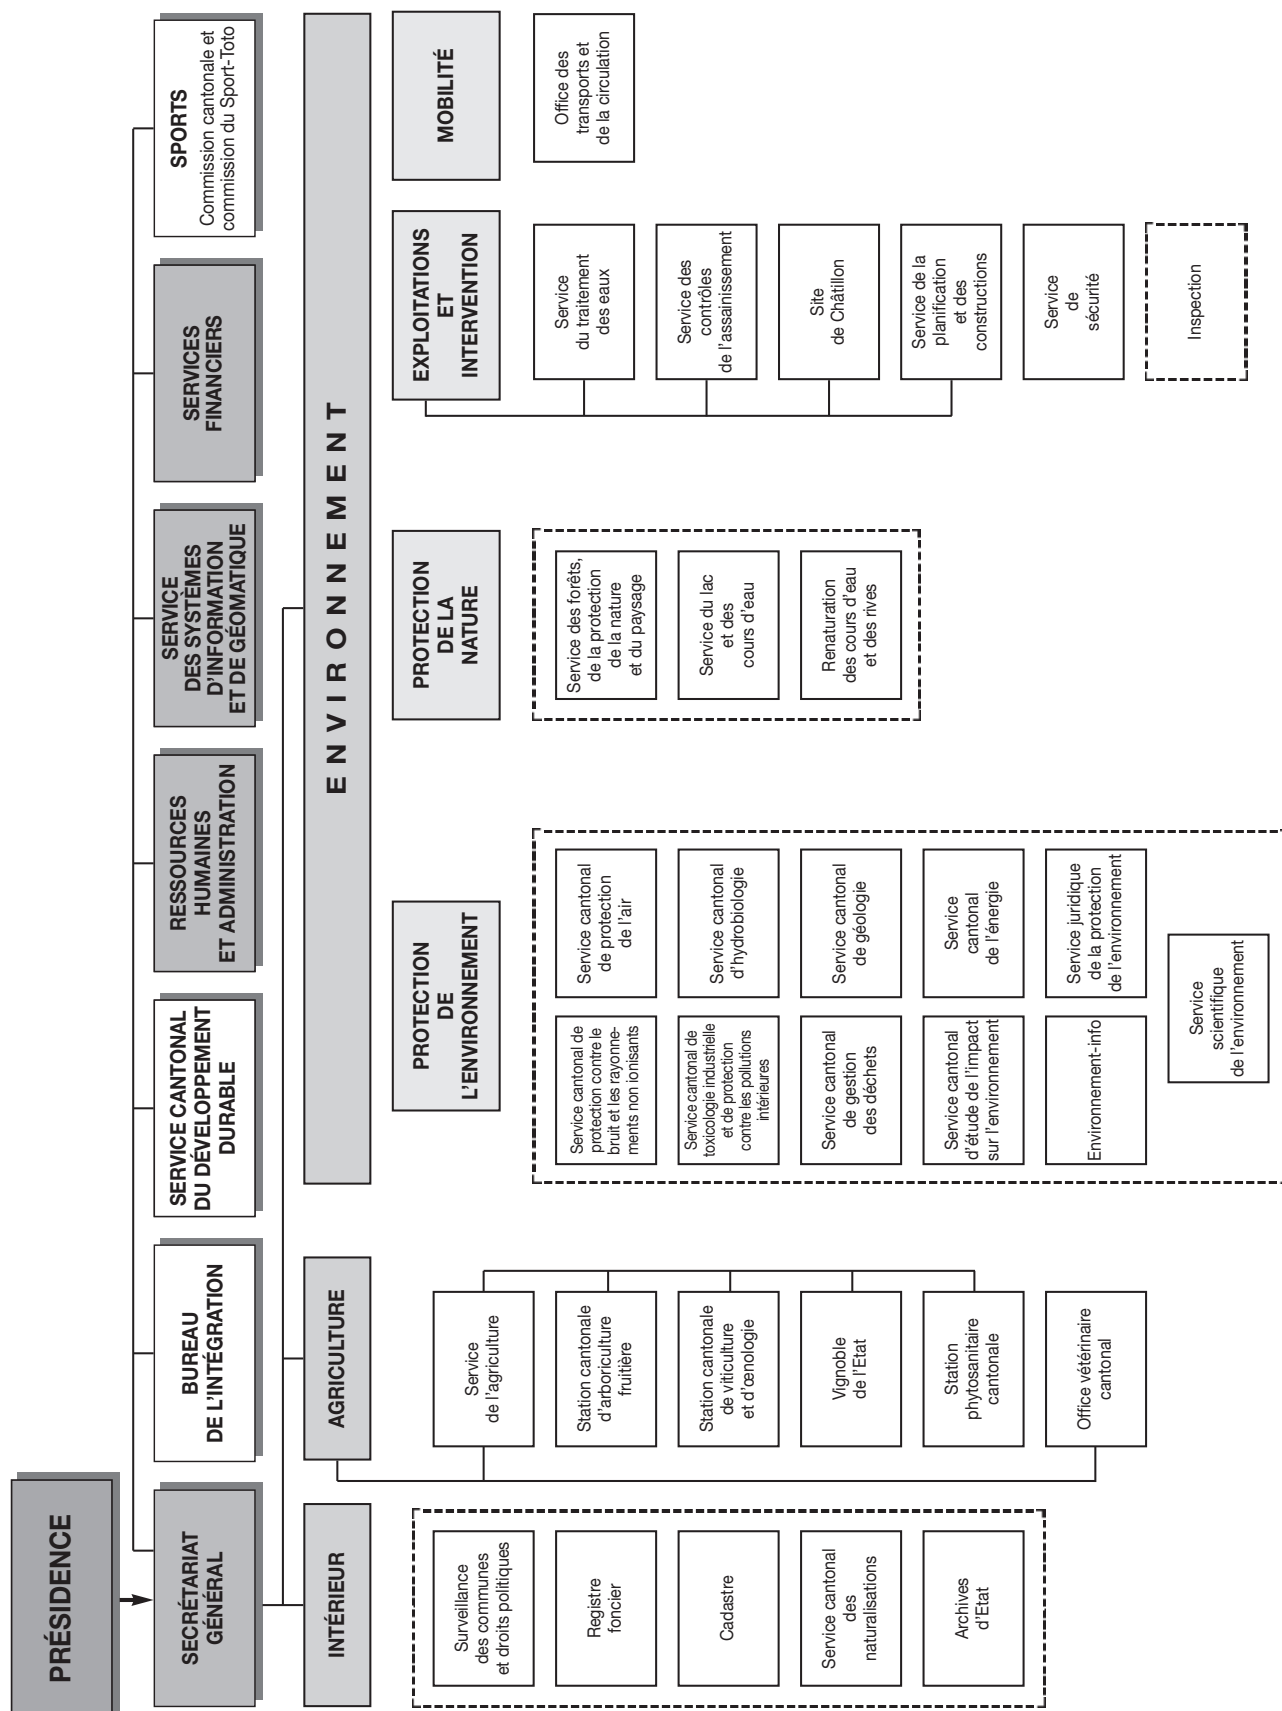 PRÉSIDENCE
SECRÉTARIAT
GÉNÉRAL
BUREAU
DE L'INTÉGRATION
SERVICE CANTONAL
DU DÉVELOPPEMENT
DURABLE
RESSOURCES
HUMAINES
ET ADMINISTRATION
SERVICE
DES SYSTÈMES
D'INFORMATION
ET DE GÉOMATIQUE
SERVICES
FINANCIERS
SPORTS
Commission cantonale et
commission du Sport-Toto
INTÉRIEUR
AGRICULTURE
ENVIRONNEMENT
Surveillance
des communes
et droits politiques
Registre
foncier
Cadastre
Service cantonal
des
naturalisations
Archives
d'Etat
Service
de l'agriculture
Station cantonale
d'arboriculture
fruitière
Station cantonale
de viticulture
et d'œnologie
Vignoble
de l'Etat
Station
phytosanitaire
cantonale
Office vétérinaire
cantonal
PROTECTION
DE
L'ENVIRONNEMENT
Service cantonal de
protection contre le
bruit et les rayonne-
ments non ionisants
Service cantonal
de protection
de l'air
Service cantonal de
toxicologie industrielle
et de protection
contre les pollutions
intérieures
Service cantonal
d'hydrobiologie
Service cantonal
de gestion
des déchets
Service cantonal
de géologie
Service cantonal
d'étude de l'impact
sur l'environnement
Service
cantonal
de l'énergie
Environnement-info
Service juridique
de la protection
de l'environnement
Service
scientifique
de l'environnement
PROTECTION
DE LA
NATURE
Service des forêts,
de la protection
de la nature
et du paysage
Service du lac
et des
cours d'eau
Renaturation
des cours d'eau
et des rives
EXPLOITATIONS
ET
INTERVENTION
Service
du traitement
des eaux
Service des
contrôles
de l'assainissement
Site
de Châtillon
Service de la
planification
et des
constructions
Service
de
sécurité
Inspection
MOBILITÉ
Office des
transports et
de la circulation